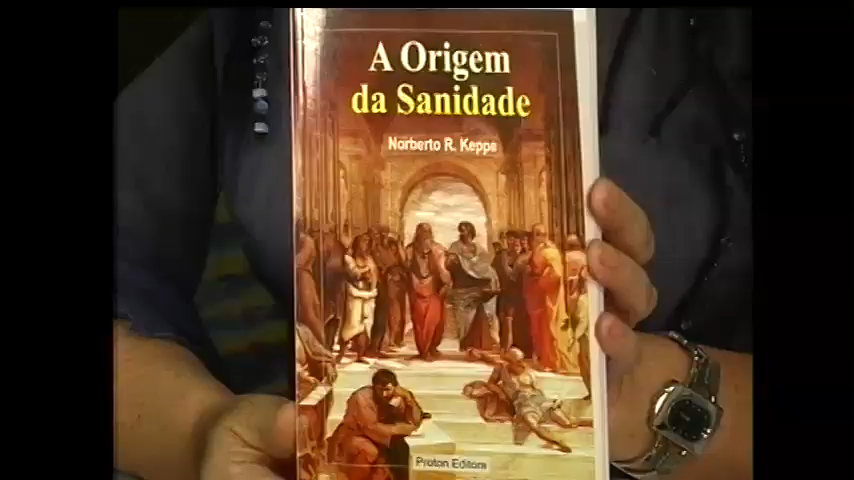 A Origem
da Sanidade
Norberto R. Keppe
Proton Editora